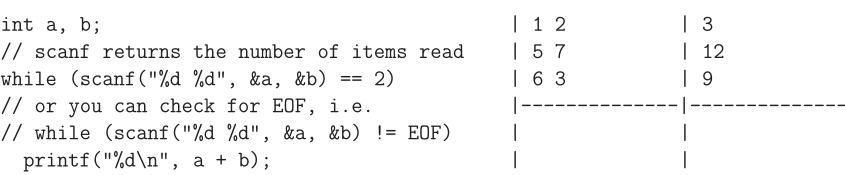 int a, b; | 1 2 | 3
// scanf returns the number of items read | 5 7 | 12
while (scanf("%d %d", &a, &b) == 2) | 6 3 | 9
// or you can check for EOF, i.e. |--------------|--------------
// while (scanf("%d %d", &a, &b) != EOF) | |
printf("%d\n", a + b); | |